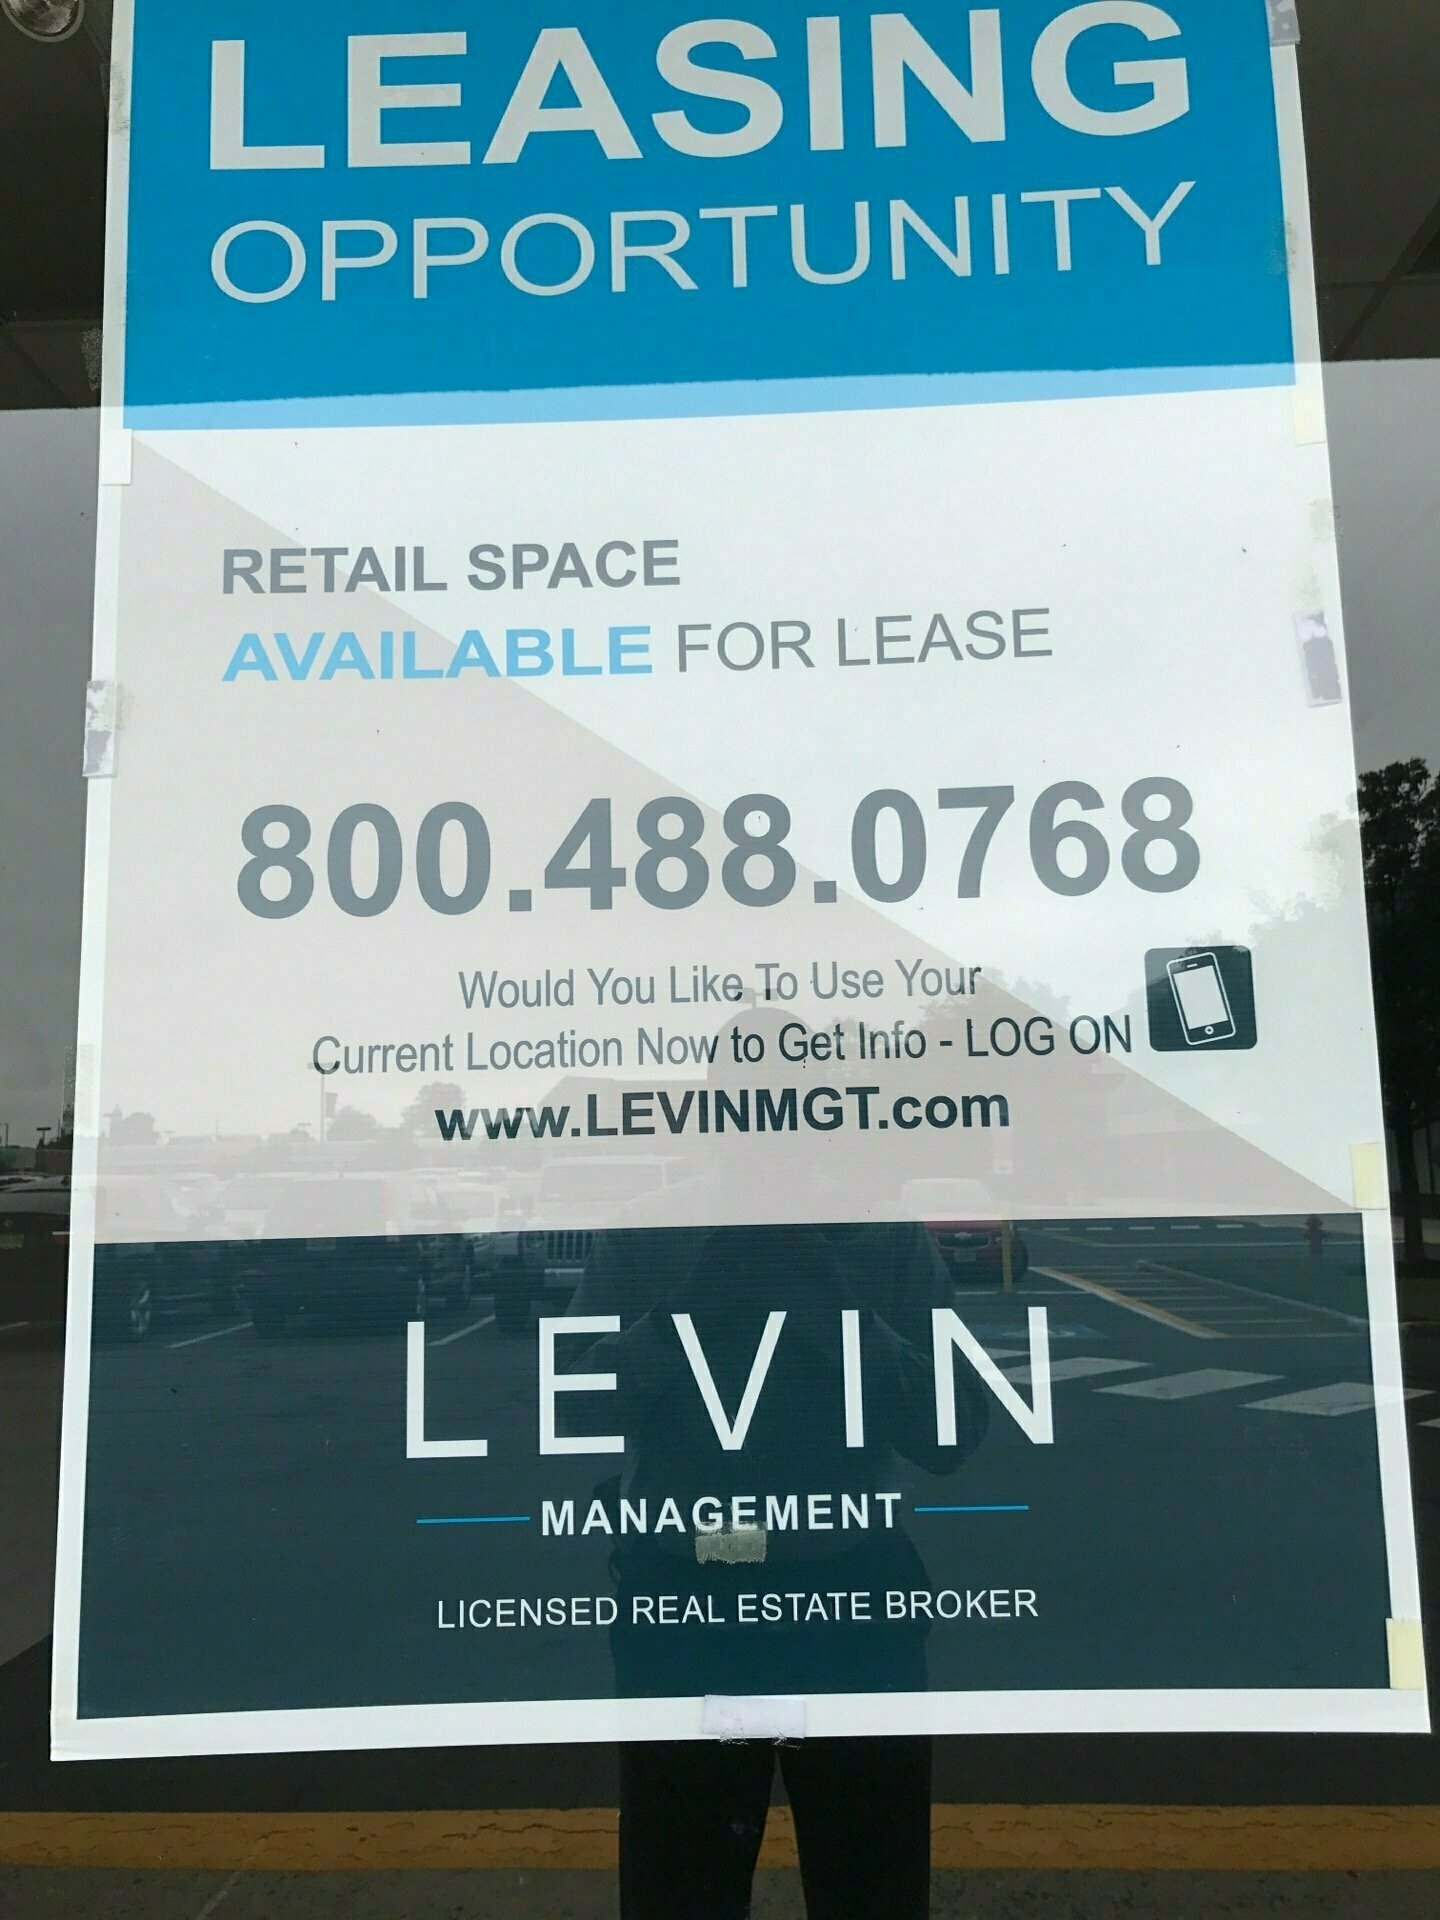 LEASING
OPPORTUNITY
RETAIL SPACE
AVAILABLE FOR LEASE
800.488.0768
Would You Like To Use Your
Current Location Now to Get Info - LOG ON
www.LEVINMGT.com
LEVIN
MANAGEMENT
LICENSED REAL ESTATE BROKER